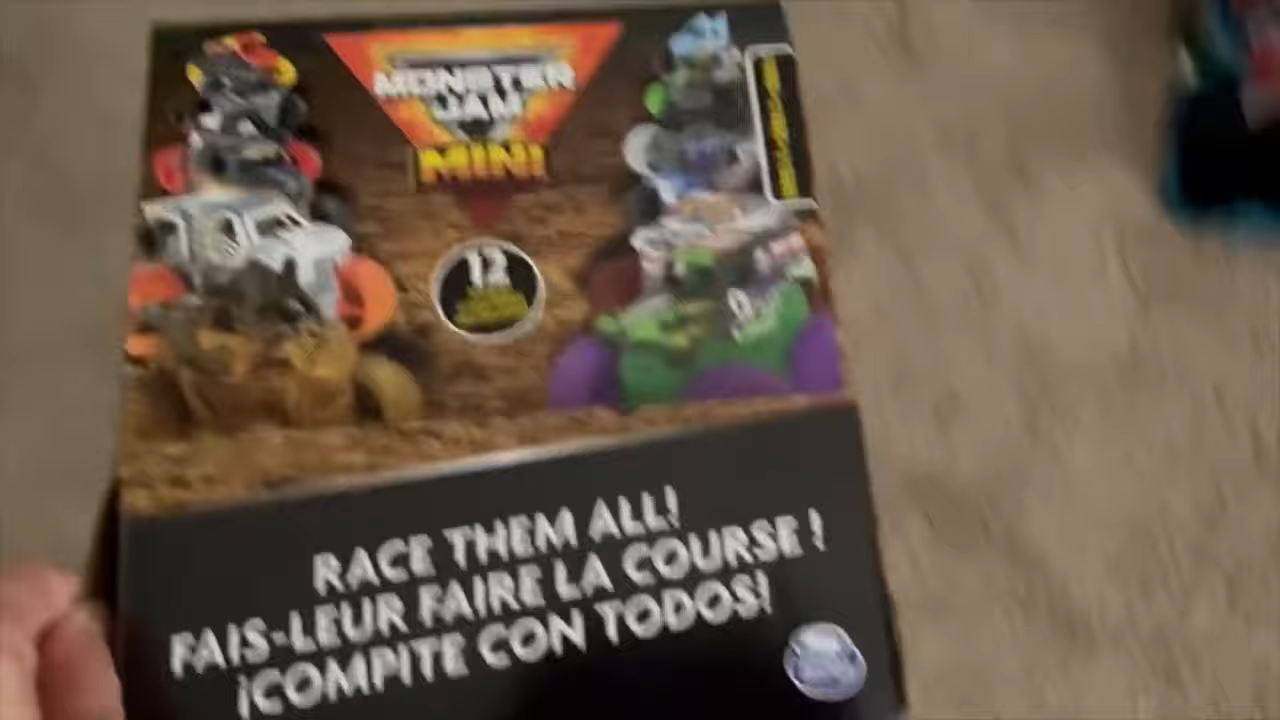 MONSTER
JAM
MINI
12
RACE THEM ALL!
FAIS-LEUR FAIRE LA COURSE !
¡COMPITE CON TODOS!